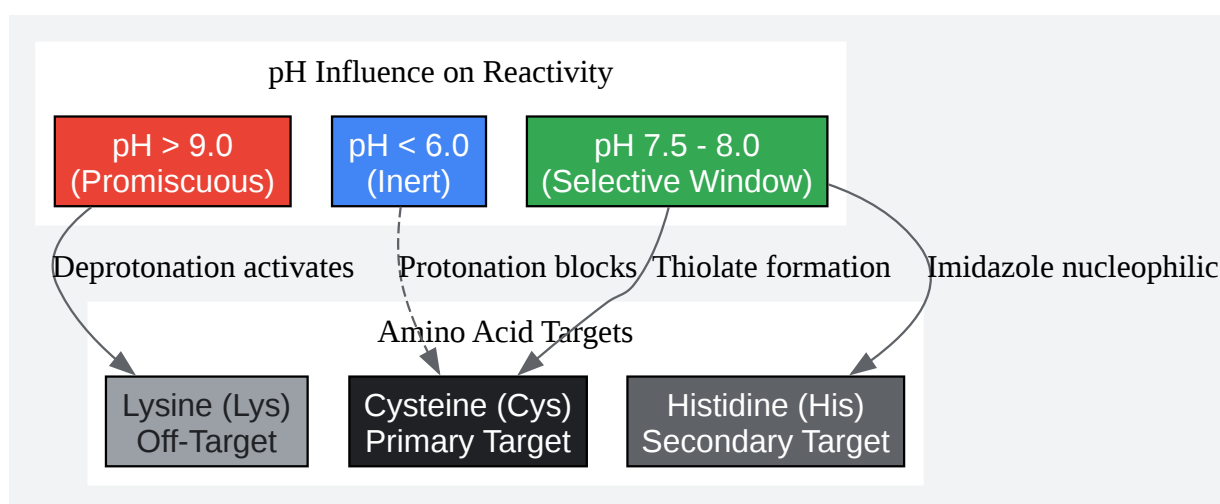 pH Influence on Reactivity
pH > 9.0
(Promiscuous)
pH < 6.0
(Inert)
pH 7.5 - 8.0
(Selective Window)
Deprotonation activates
Protonation blocks
Thiolate formation
Imidazole nucleophilic
Amino Acid Targets
Lysine (Lys)
Off-Target
Cysteine (Cys)
Primary Target
Histidine (His)
Secondary Target